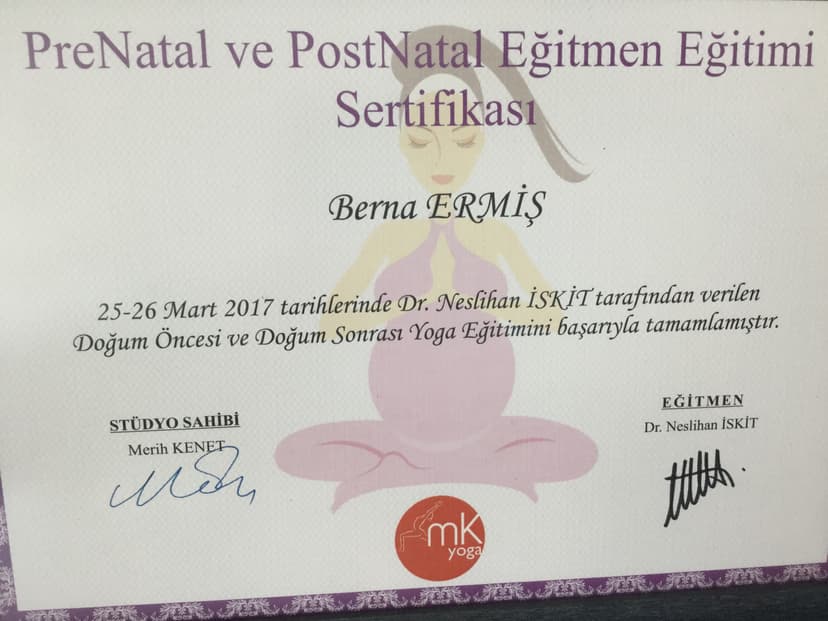 PreNatal ve PostNatal Eğitmen Eğitimi
Sertifikası
Berna ERMİŞ
25-26 Mart 2017 tarihlerinde Dr. Neslihan İSKİT tarafından verilen
Doğum Öncesi ve Doğum Sonrası Yoga Eğitimini başarıyla tamamlamıştır.
STÜDYO SAHİBİ
Merih KENET
EĞİTMEN
Dr. Neslihan İSKİT
mK
yoga